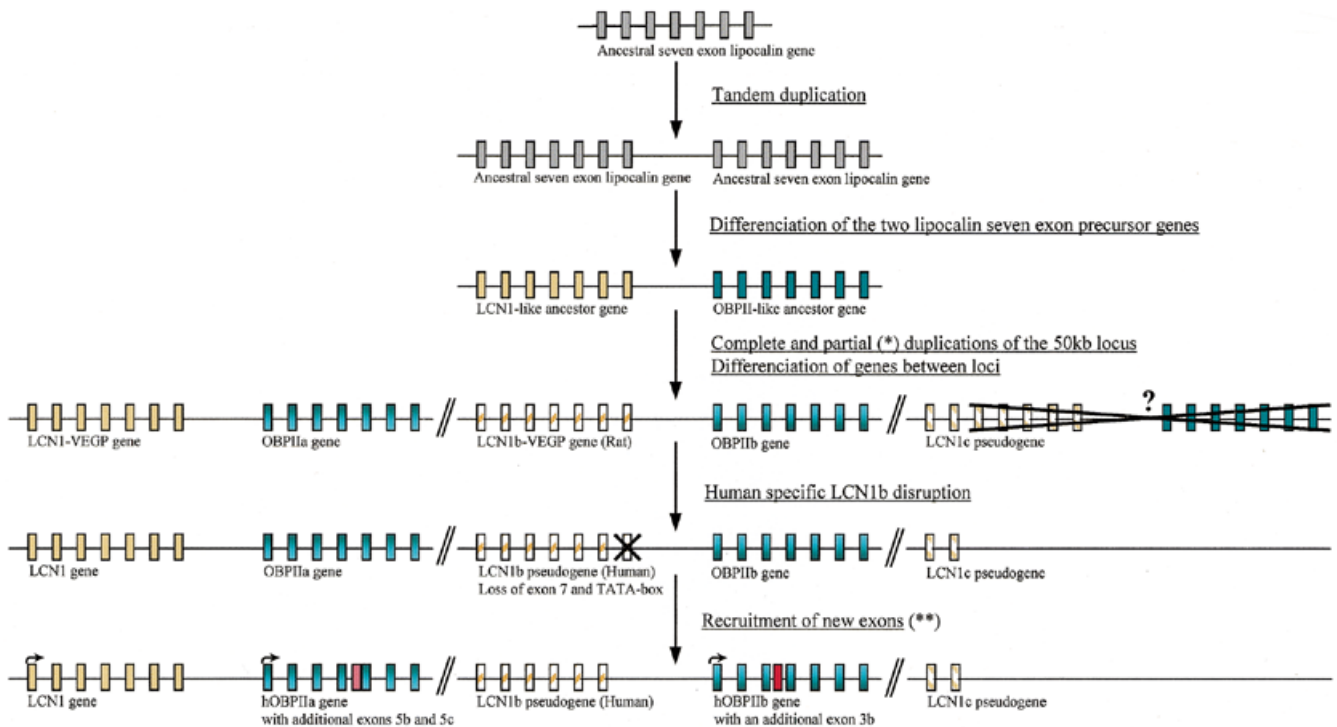 Ancestral seven exon lipocalin gene
Tandem duplication
Ancestral seven exon lipocalin gene
Ancestral seven exon lipocalin gene
Differenciation of the two lipocalin seven exon precursor genes
LCN1-like ancestor gene
OBPII-like ancestor gene
Complete and partial (*) duplications of the 50kb locus
Differenciation of genes between loci
?
LCN1-VEGP gene
OBPIIa gene
LCN1b-VEGP gene (Rat)
OBPIIb gene
LCN1c pseudogene
Human specific LCN1b disruption
LCN1 gene
OBPIIa gene
LCN1b pseudogene (Human)
Loss of exon 7 and TATA-box
OBPIIb gene
LCN1c pseudogene
Recruitment of new exons (**)
LCN1 gene
hOBPIIa gene
with additional exons 5b and 5c
LCN1b pseudogene (Human)
hOBPIIb gene
with an additional exon 3b
LCN1c pseudogene